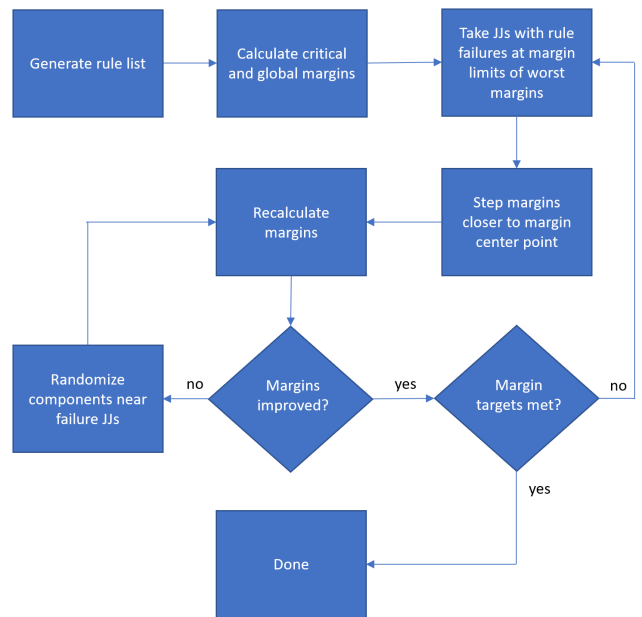 Generate rule list
Calculate critical
and global margins
Take JJs with rule
failures at margin
limits of worst
margins
Recalculate
margins
Step margins
closer to margin
center point
Randomize
components near
failure JJs
no
Margins
improved?
yes
Margin
targets met?
no
yes
Done